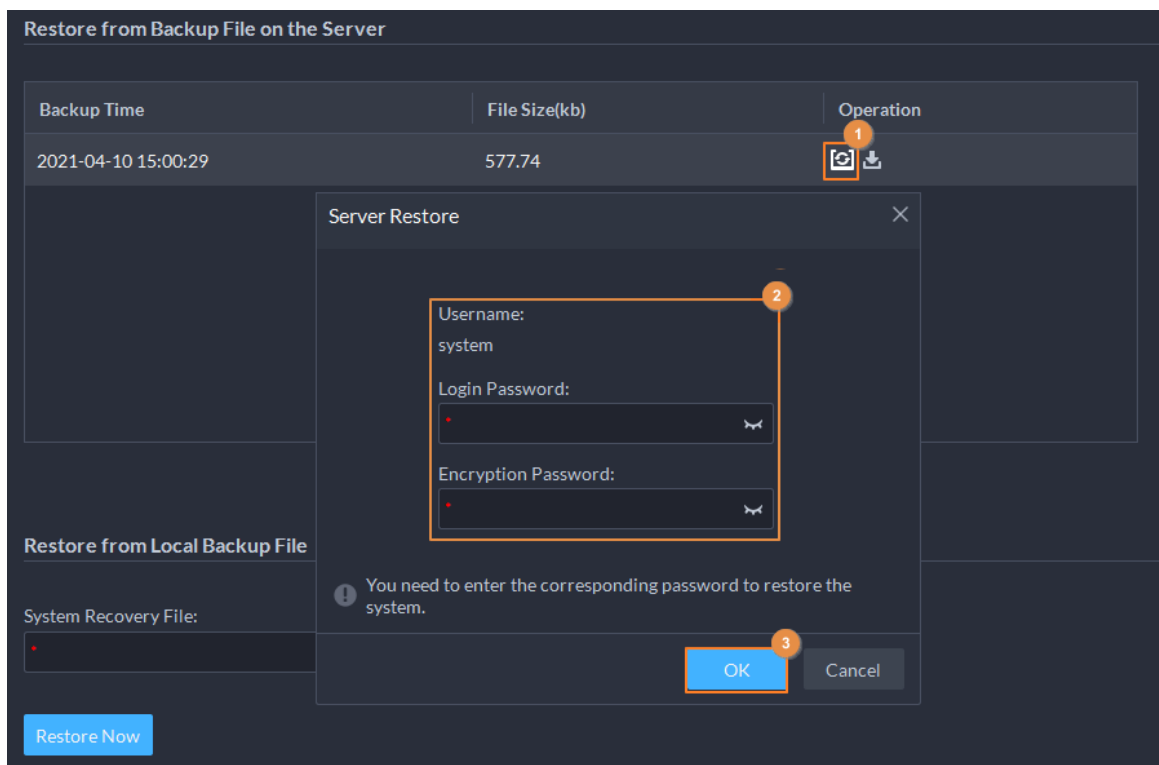 Restore from Backup File on the Server
Backup Time File Size(kb) Operation
1
2021-04-10 15:00:29 577.74
Server Restore
2
Username:
system
Login Password:
*
Encryption Password:
*
Restore from Local Backup File
You need to enter the corresponding password to restore the
system.
System Recovery File:
*
3
OK Cancel
Restore Now